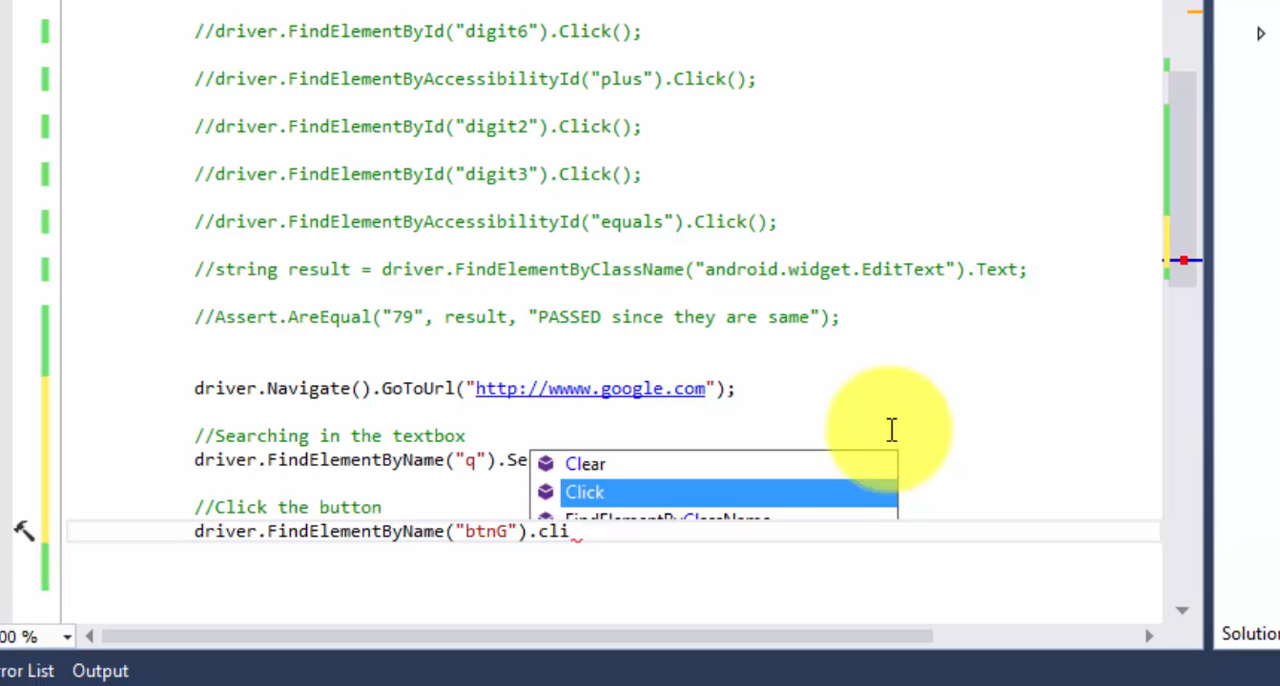 //driver.FindElementById("digit6").Click();
//driver.FindElementByAccessibilityId("plus").Click();
//driver.FindElementById("digit2").Click();
//driver.FindElementById("digit3").Click();
//driver.FindElementByAccessibilityId("equals").Click();
//string result = driver.FindElementByClassName("android.widget.EditText").Text;
//Assert.AreEqual("79", result, "PASSED since they are same");
driver.Navigate().GoToUrl("http://wwww.google.com");
//Searching in the textbox
driver.FindElementByName("q").Se
Clear
//Click the button
Click
FindElementByClassName
driver.FindElementByName("btnG").cli
00 %
Solution
ror List Output